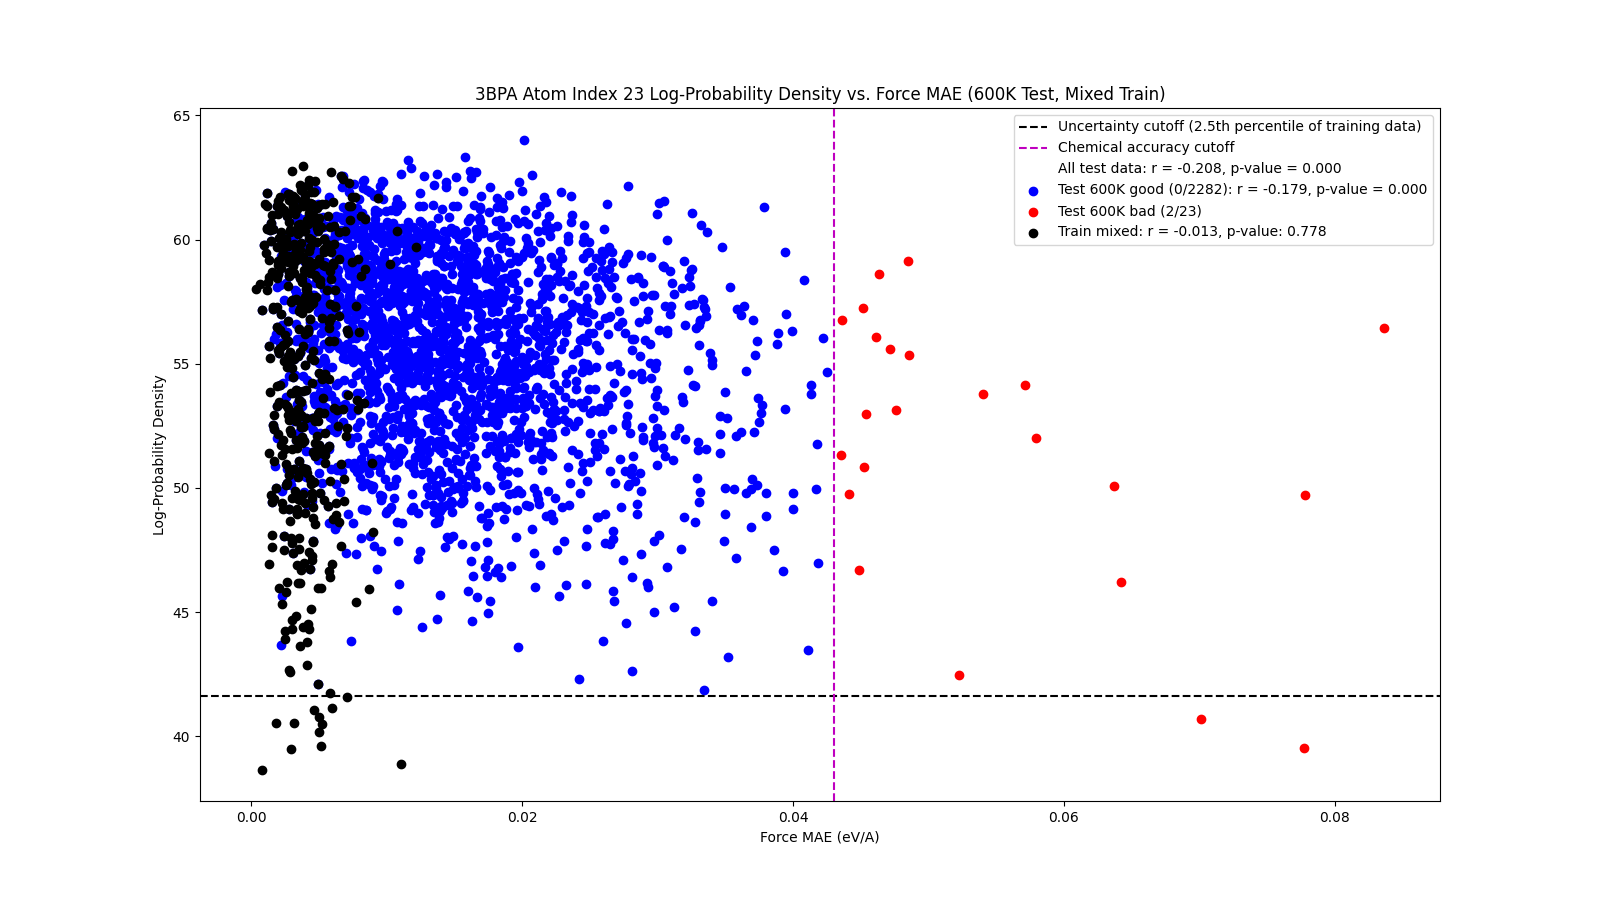 3BPA Atom Index 23 Log-Probability Density vs. Force MAE (600K Test, Mixed Train)
Uncertainty cutoff (2.5th percentile of training data)
Chemical accuracy cutoff
All test data: r = -0.208, p-value = 0.000
Test 600K good (0/2282): r = -0.179, p-value = 0.000
Test 600K bad (2/23)
Train mixed: r = -0.013, p-value: 0.778
Log-Probability Density
65
60
55
50
45
40
0.00
0.02
0.04
0.06
0.08
Force MAE (eV/A)